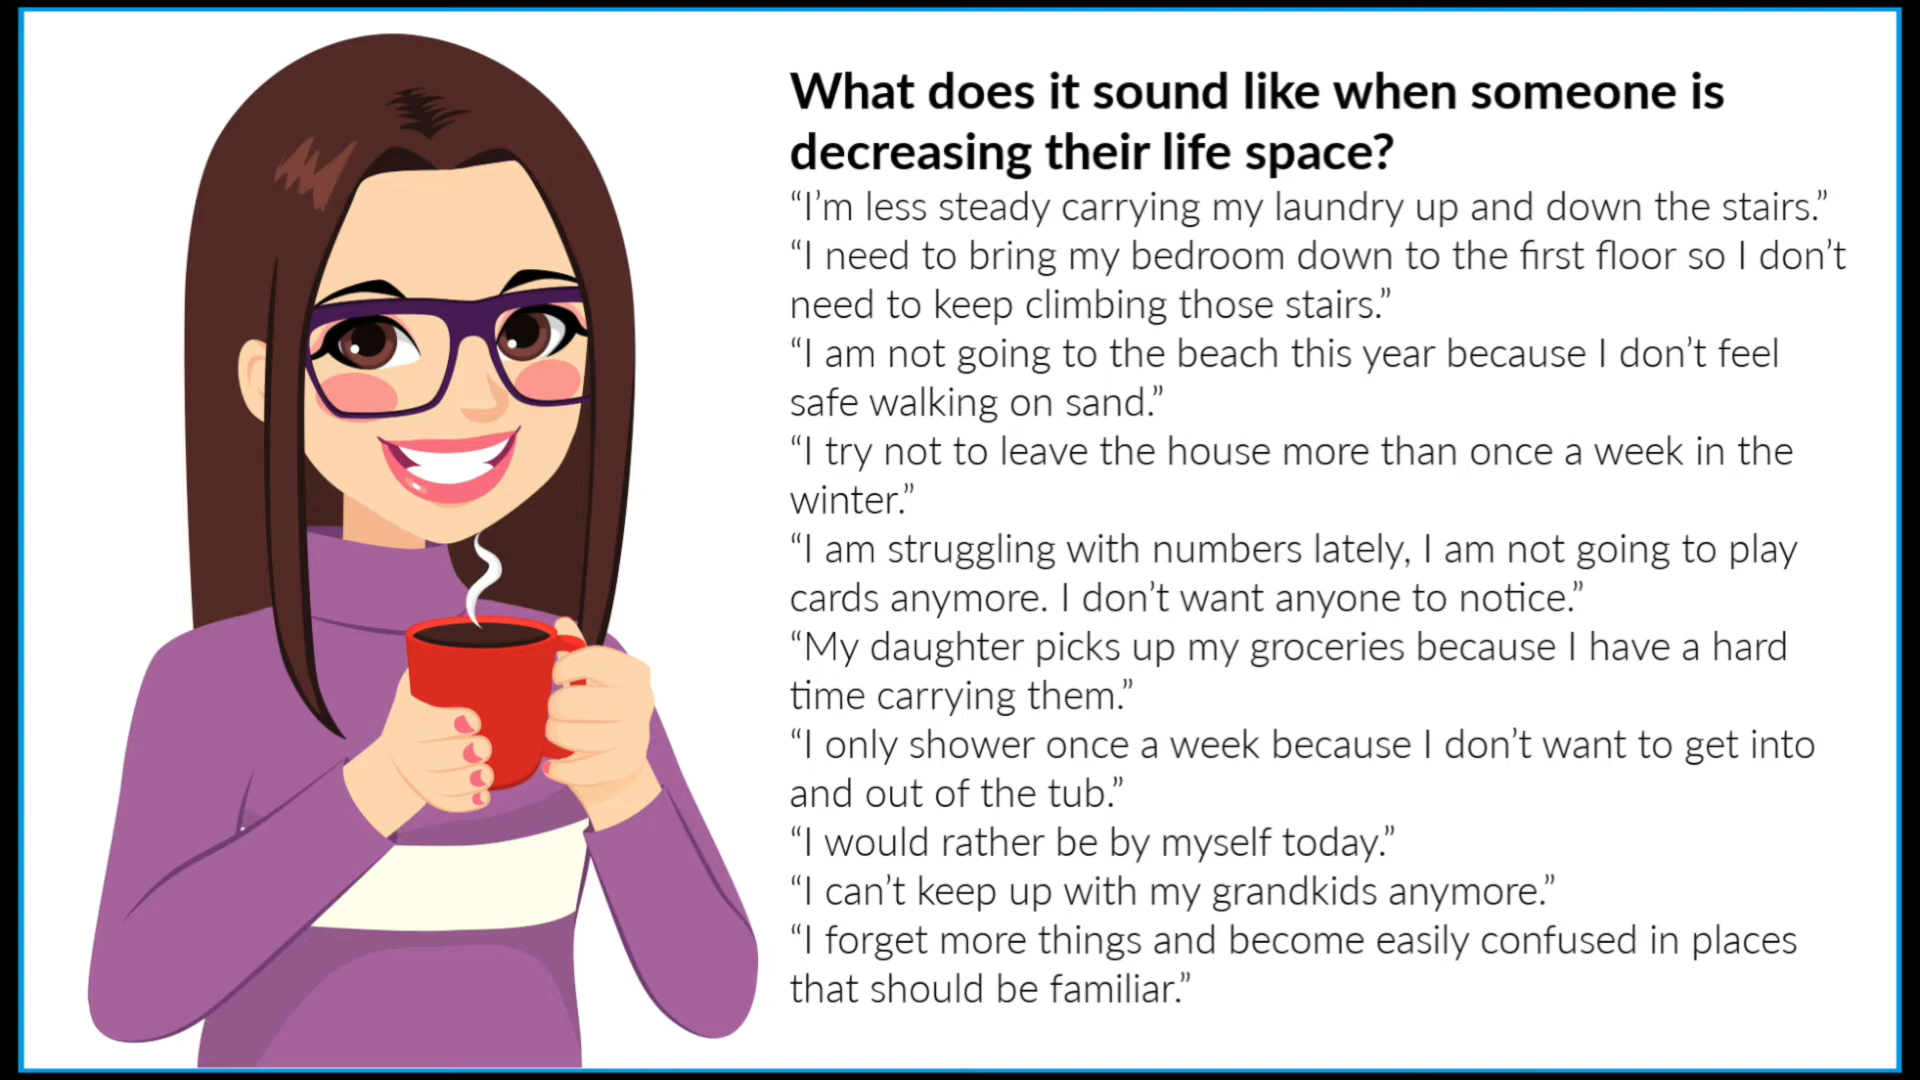 What does it sound like when someone is
decreasing their life space?
“I’m less steady carrying my laundry up and down the stairs.”
“I need to bring my bedroom down to the first floor so I don’t
need to keep climbing those stairs.”
“I am not going to the beach this year because I don’t feel
safe walking on sand.”
“I try not to leave the house more than once a week in the
winter.”
“I am struggling with numbers lately, I am not going to play
cards anymore. I don’t want anyone to notice.”
“My daughter picks up my groceries because I have a hard
time carrying them.”
“I only shower once a week because I don’t want to get into
and out of the tub.”
“I would rather be by myself today.”
“I can’t keep up with my grandkids anymore.”
“I forget more things and become easily confused in places
that should be familiar.”